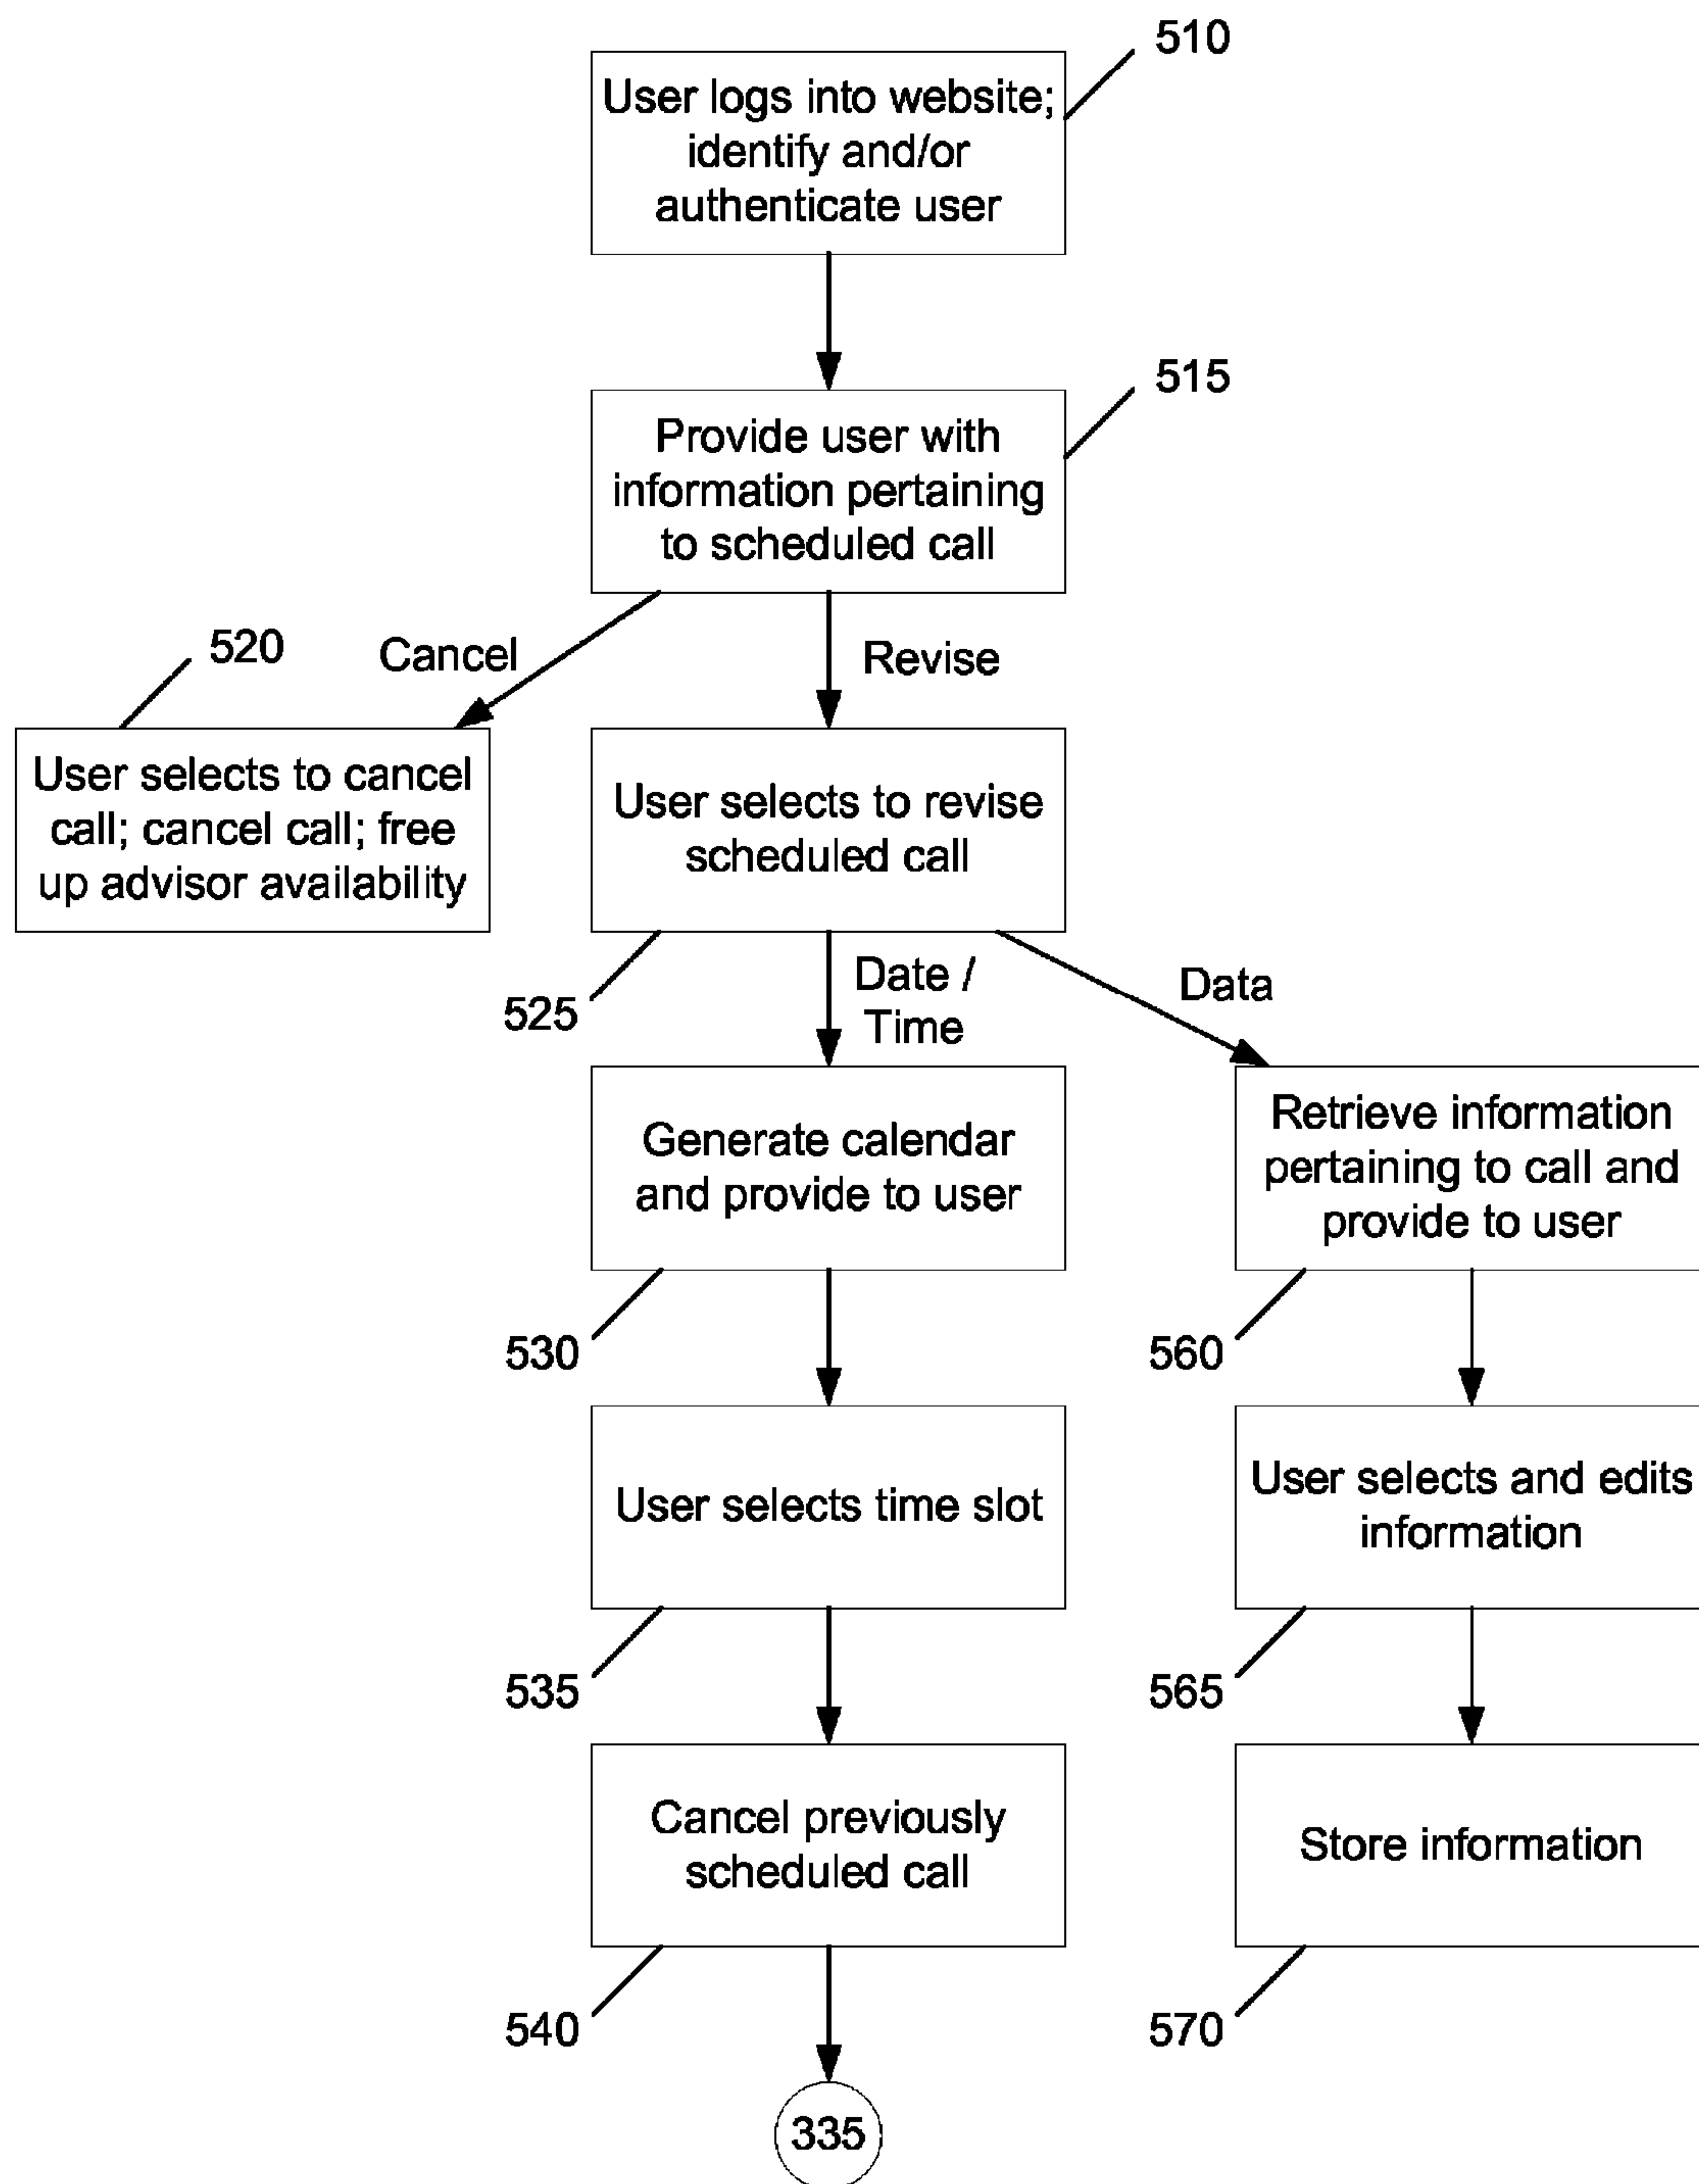 510
User logs into website;
identify and/or
authenticate user
515
Provide user with
information pertaining
to scheduled call
520
Cancel
Revise
User selects to cancel
call; cancel call; free
up advisor availability
User selects to revise
scheduled call
525
Date /
Time
Data
Generate calendar
and provide to user
Retrieve information
pertaining to call and
provide to user
530
560
User selects time slot
User selects and edits
information
535
565
Cancel previously
scheduled call
Store information
540
570
335